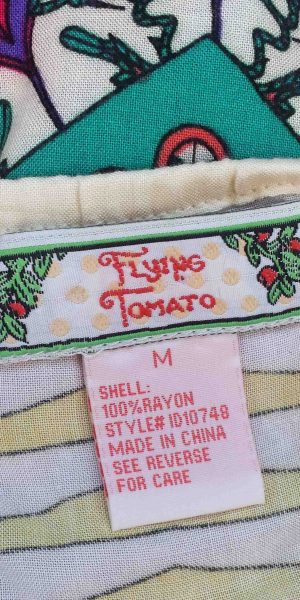 FLYING
TOMATO
M
SHELL:
100%RAYON
STYLE# ID10748
MADE IN CHINA
SEE REVERSE
FOR CARE